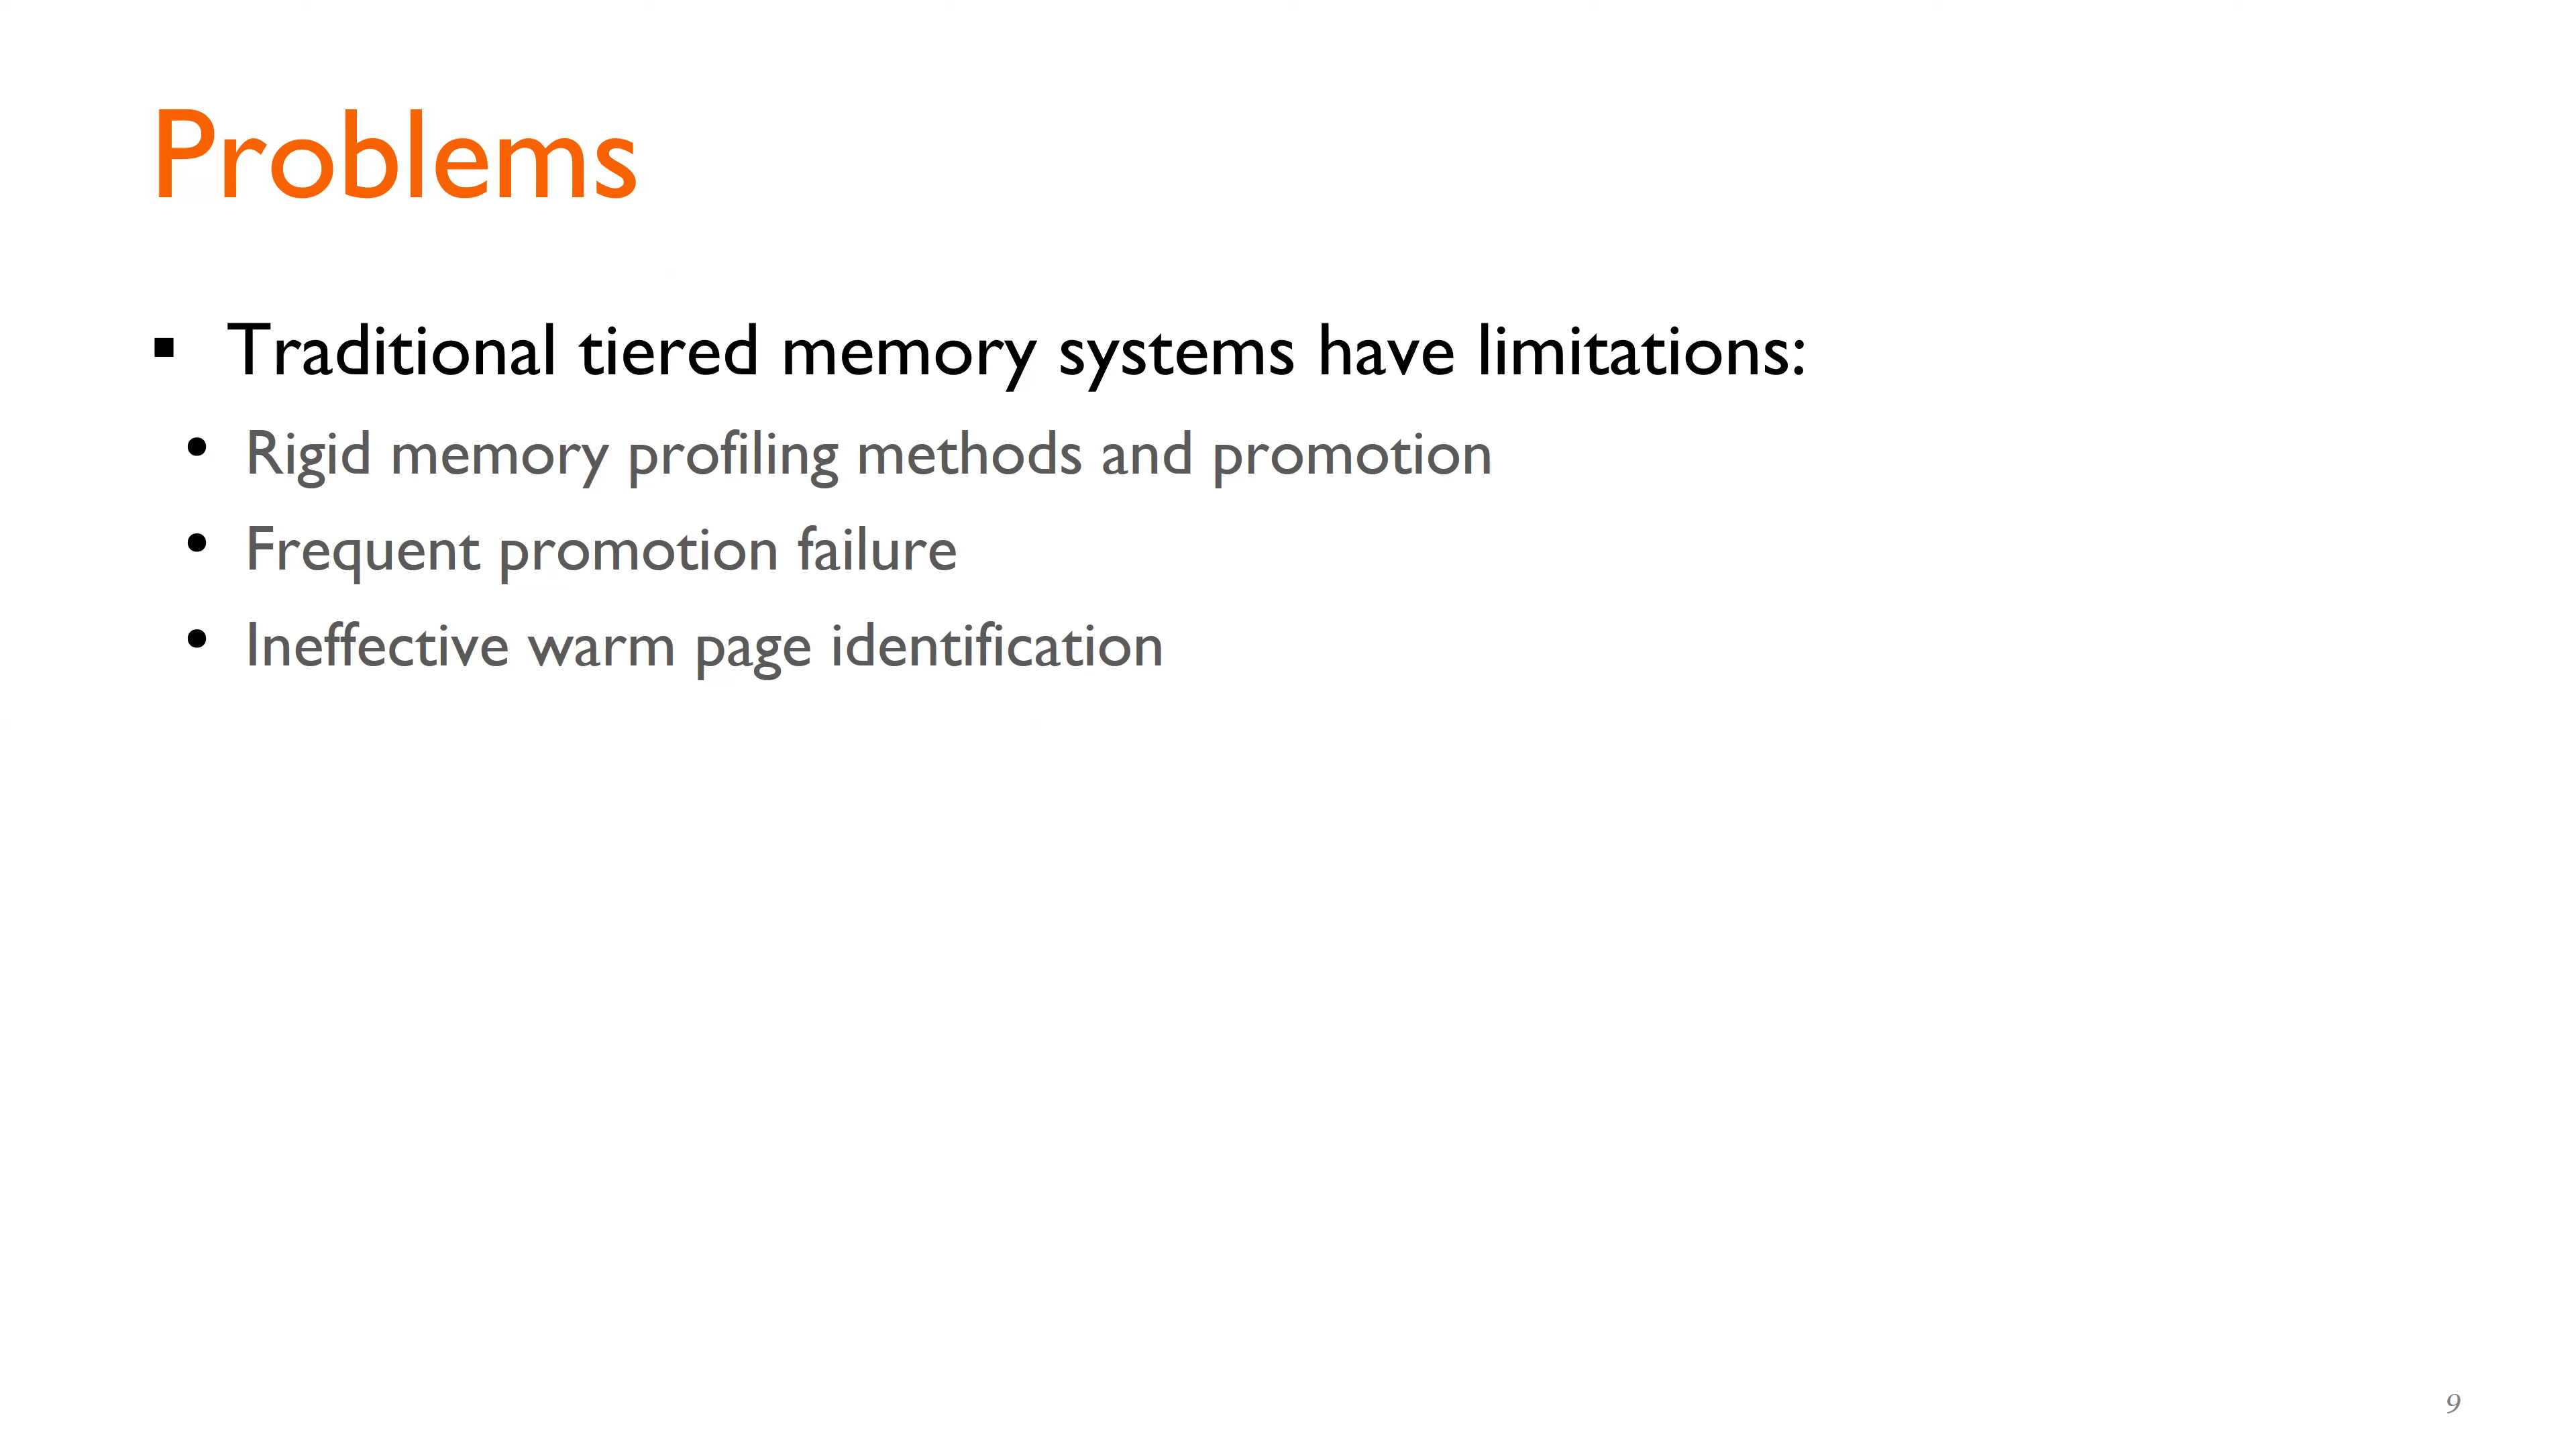 Problems
▪ Traditional tiered memory systems have limitations:
• Rigid memory profiling methods and promotion
• Frequent promotion failure
• Ineffective warm page identification
9